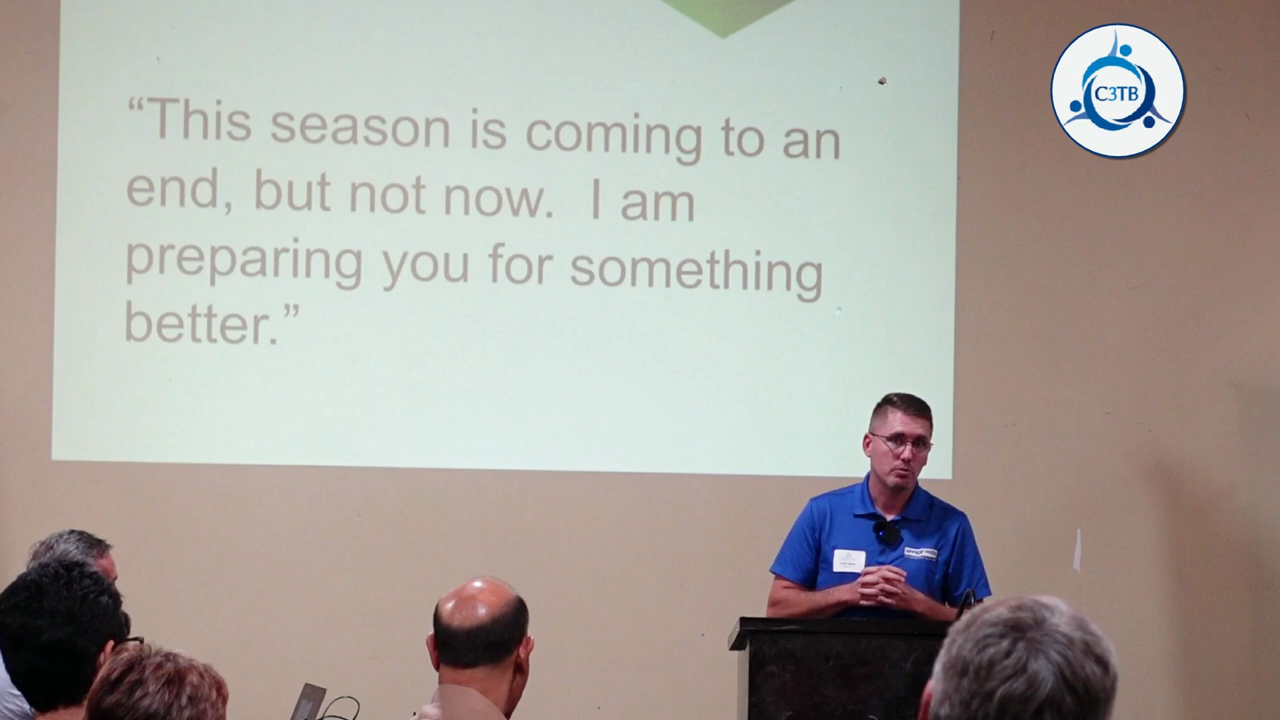 “This season is coming to an
end, but not now.  I am
preparing you for something
better.”
C3TB